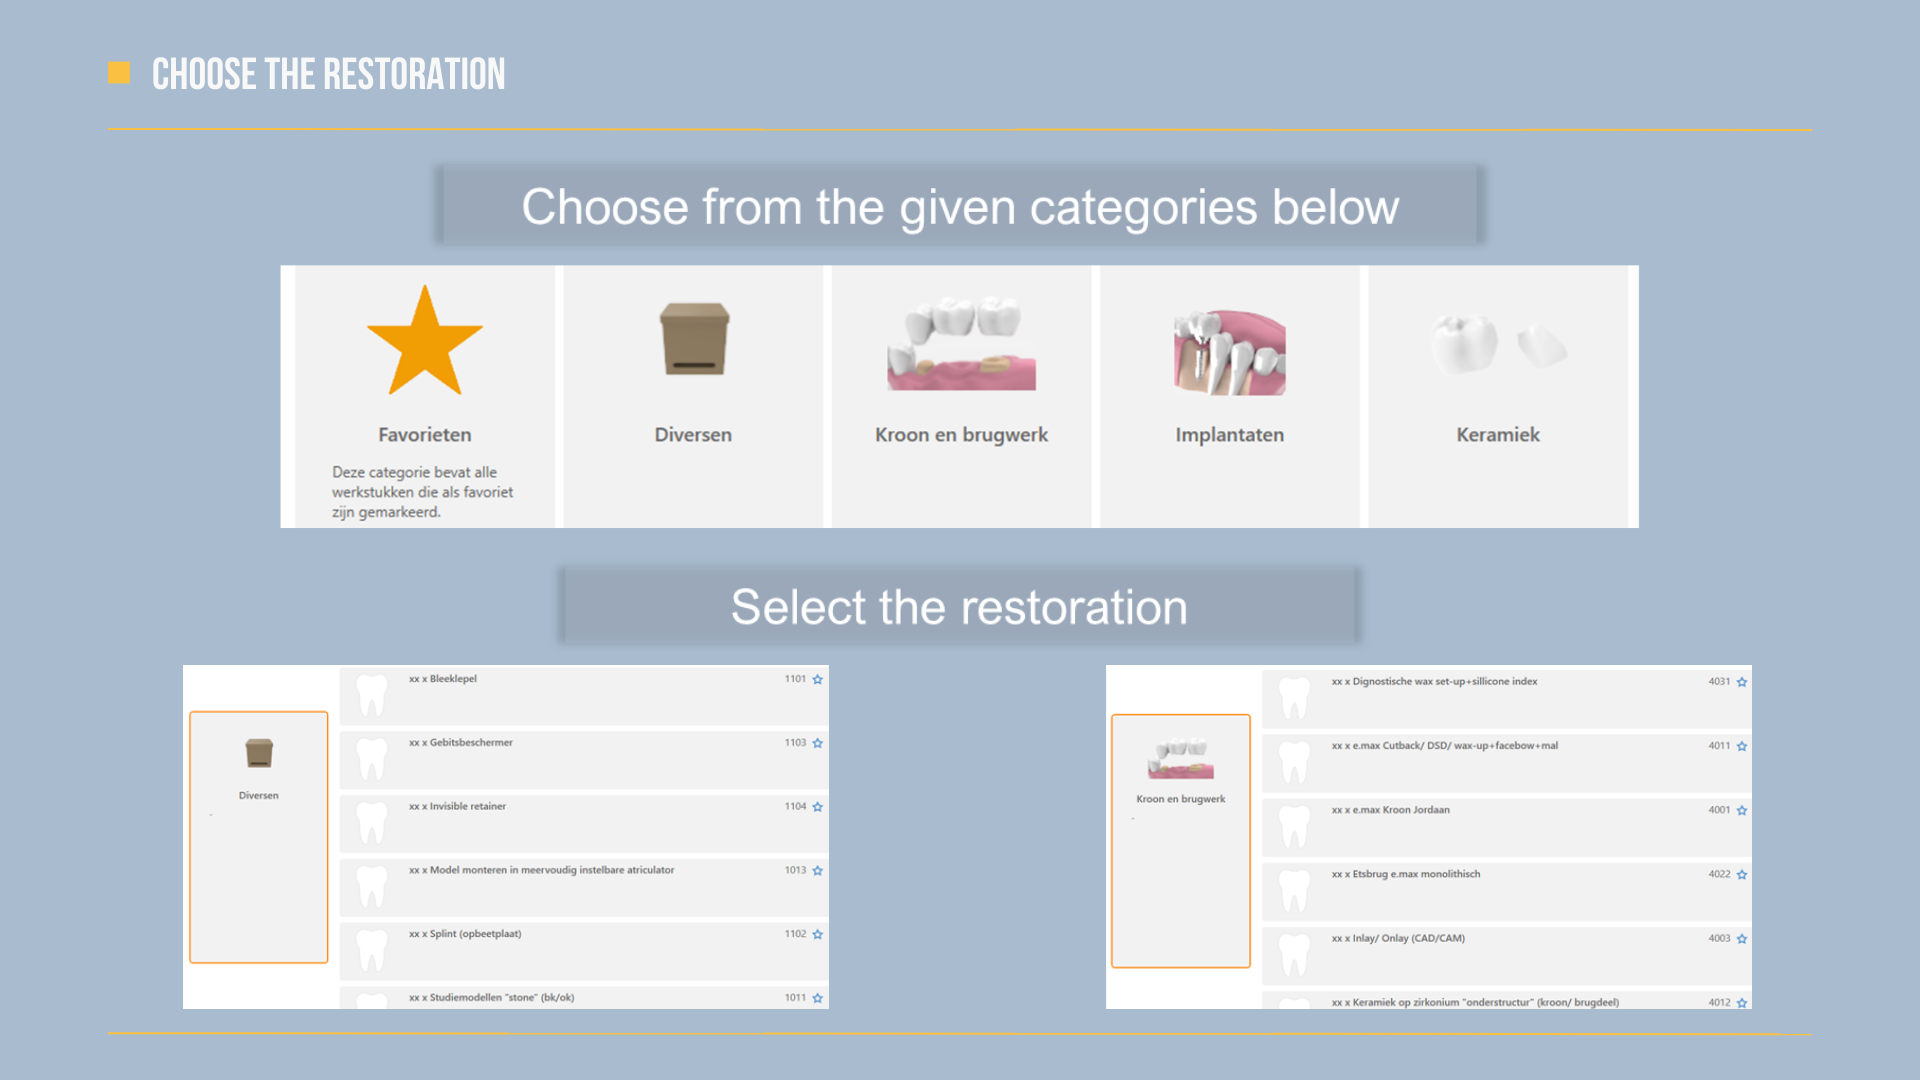 CHOOSE THE RESTORATION
Choose from the given categories below
Favorieten
Deze categorie bevat alle
werkstukken die als favoriet
zijn gemarkeerd.
Diversen
Kroon en brugwerk
Implantaten
Keramiek
Select the restoration
Diversen
-
xx x Bleeklepel 1101
xx x Gebitsbeschermer 1103
xx x Invisible retainer 1104
xx x Model monteren in meervoudig instelbare atriculator 1013
xx x Splint (opbeetplaat) 1102
xx x Studiemodellen "stone" (bk/ok) 1011
Kroon en brugwerk
-
xx x Dignostische wax set-up+sillicone index 4031
xx x e.max Cutback/ DSD/ wax-up+facebow+mal 4011
xx x e.max Kroon Jordaan 4001
xx x Etsbrug e.max monolithisch 4022
xx x Inlay/ Onlay (CAD/CAM) 4003
xx x Keramiek op zirkonium "onderstructur" (kroon/ brugdeel) 4012